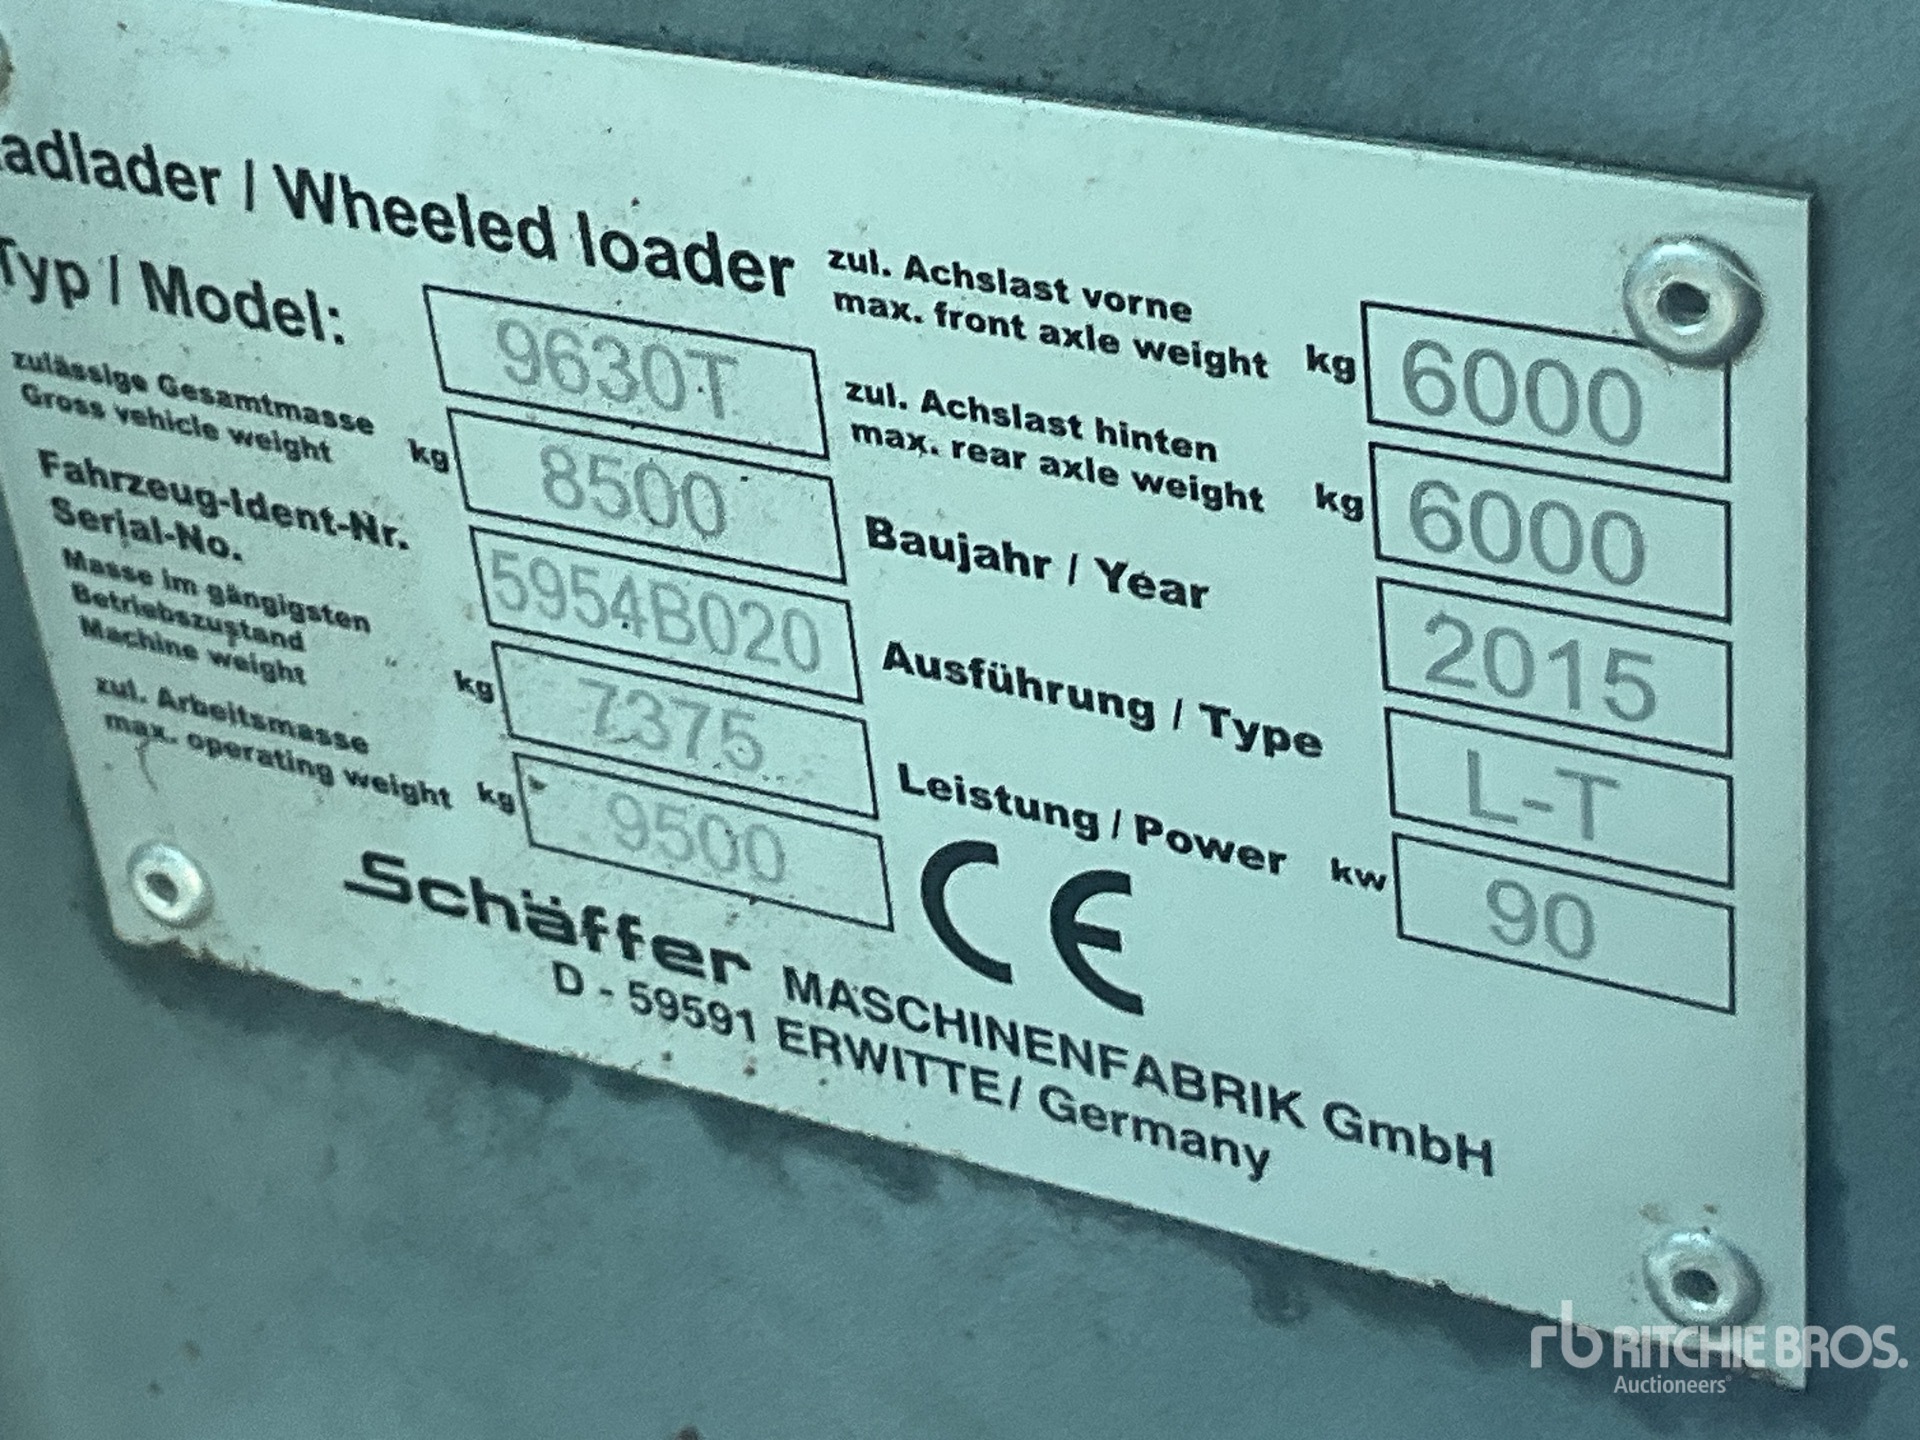 adlader / Wheeled loader
Typ / Model: 9630T
zulässige Gesamtmasse
Gross vehicle weight kg 8500
Fahrzeug-Ident-Nr.
Serial-No. 5954B020
Masse im gängigsten
Betriebszustand
Machine weight kg 7375
zul. Arbeitsmasse
max. operating weight kg 9500
zul. Achslast vorne
max. front axle weight kg 6000
zul. Achslast hinten
max. rear axle weight kg 6000
Baujahr / Year 2015
Ausführung / Type L-T
Leistung / Power kw 90
CE
Schäffer MASCHINENFABRIK GmbH
D - 59591 ERWITTE / Germany
rb RITCHIE BROS.
Auctioneers